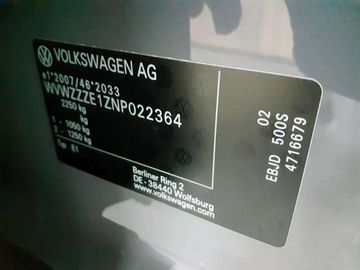 VOLKSWAGEN AG
e1*2007/46*2033
WVWZZZE1ZNP022364
2250 kg
kg
1 - 1050 kg
2 - 1250 kg
Typ E1
Berliner Ring 2
DE - 38440 Wolfsburg
www.volkswagen.com
02
EBJD 500S
4716679